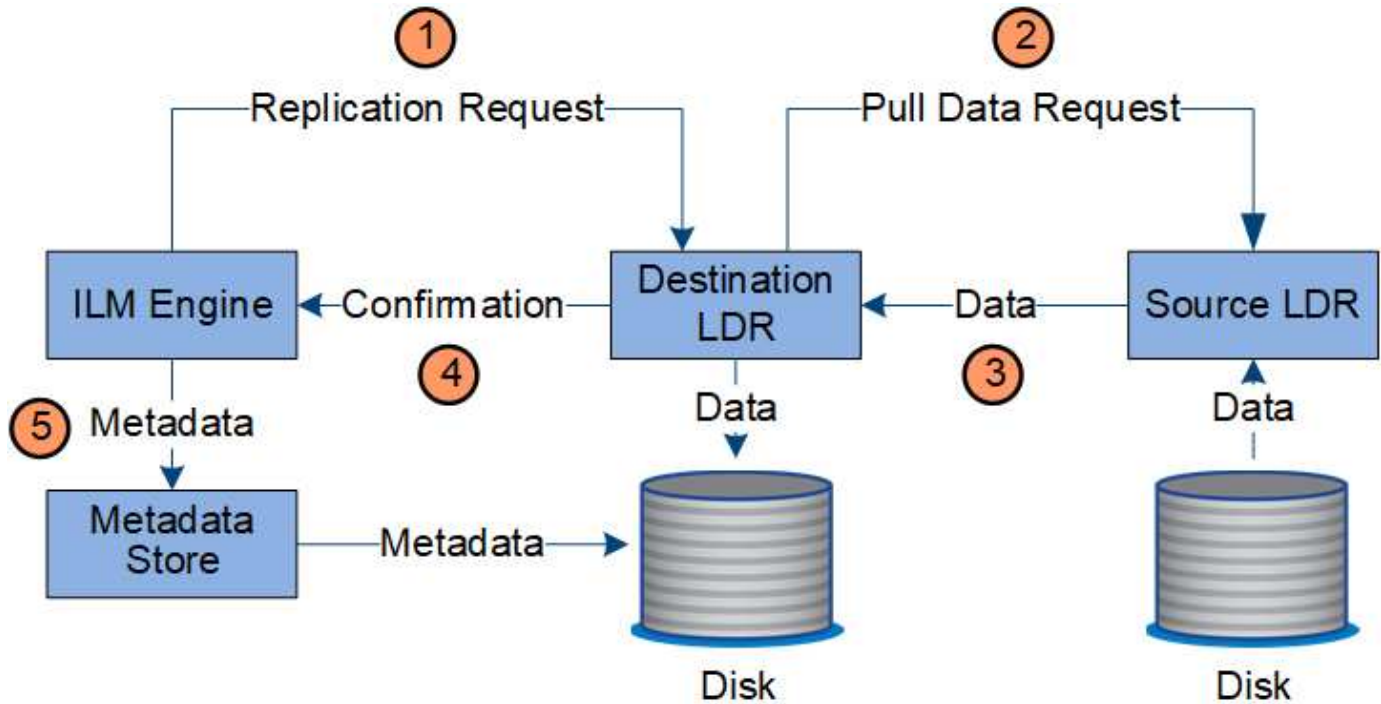 1
2
Replication Request
Pull Data Request
ILM Engine
Confirmation
Destination
LDR
Data
Source LDR
4
3
5
Metadata
Data
Data
Metadata
Store
Metadata
Disk
Disk